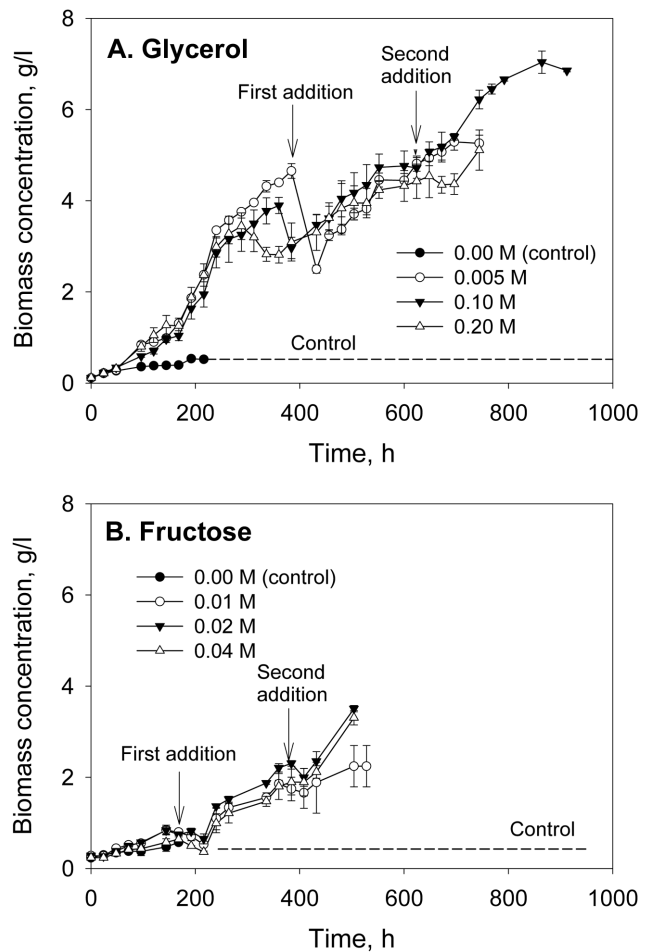 A. Glycerol
Second
addition
First addition
0.00 M (control)
0.005 M
0.10 M
0.20 M
Control
Biomass concentration, g/l
8
6
4
2
0
0 200 400 600 800 1000
Time, h
B. Fructose
0.00 M (control)
0.01 M
0.02 M
0.04 M
Second
addition
First addition
Control
Biomass concentration, g/l
8
6
4
2
0
0 200 400 600 800 1000
Time, h